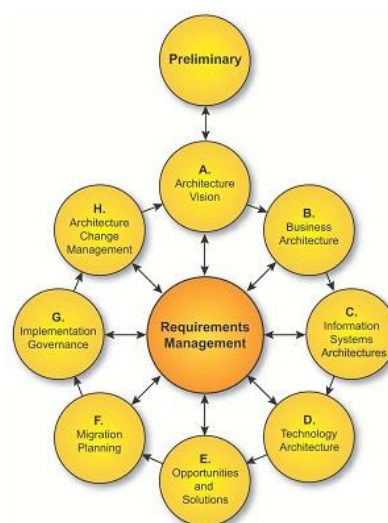 Preliminary
A.
Architecture
Vision
B.
Business
Architecture
C.
Information
Systems
Architectures
D.
Technology
Architecture
E.
Opportunities
and
Solutions
F.
Migration
Planning
G.
Implementation
Governance
H.
Architecture
Change
Management
Requirements
Management